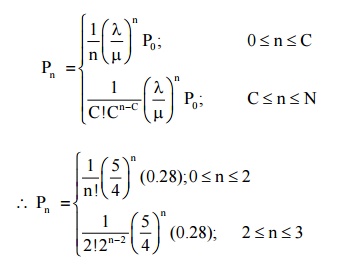 P_n = { 1/n (λ/μ)^n P_0; 0 ≤ n ≤ C
1/(C!C^{n−C}) (λ/μ)^n P_0; C ≤ n ≤ N
∴ P_n = { 1/n! (5/4)^n (0.28); 0 ≤ n ≤ 2
1/(2!2^{n−2}) (5/4)^n (0.28); 2 ≤ n ≤ 3